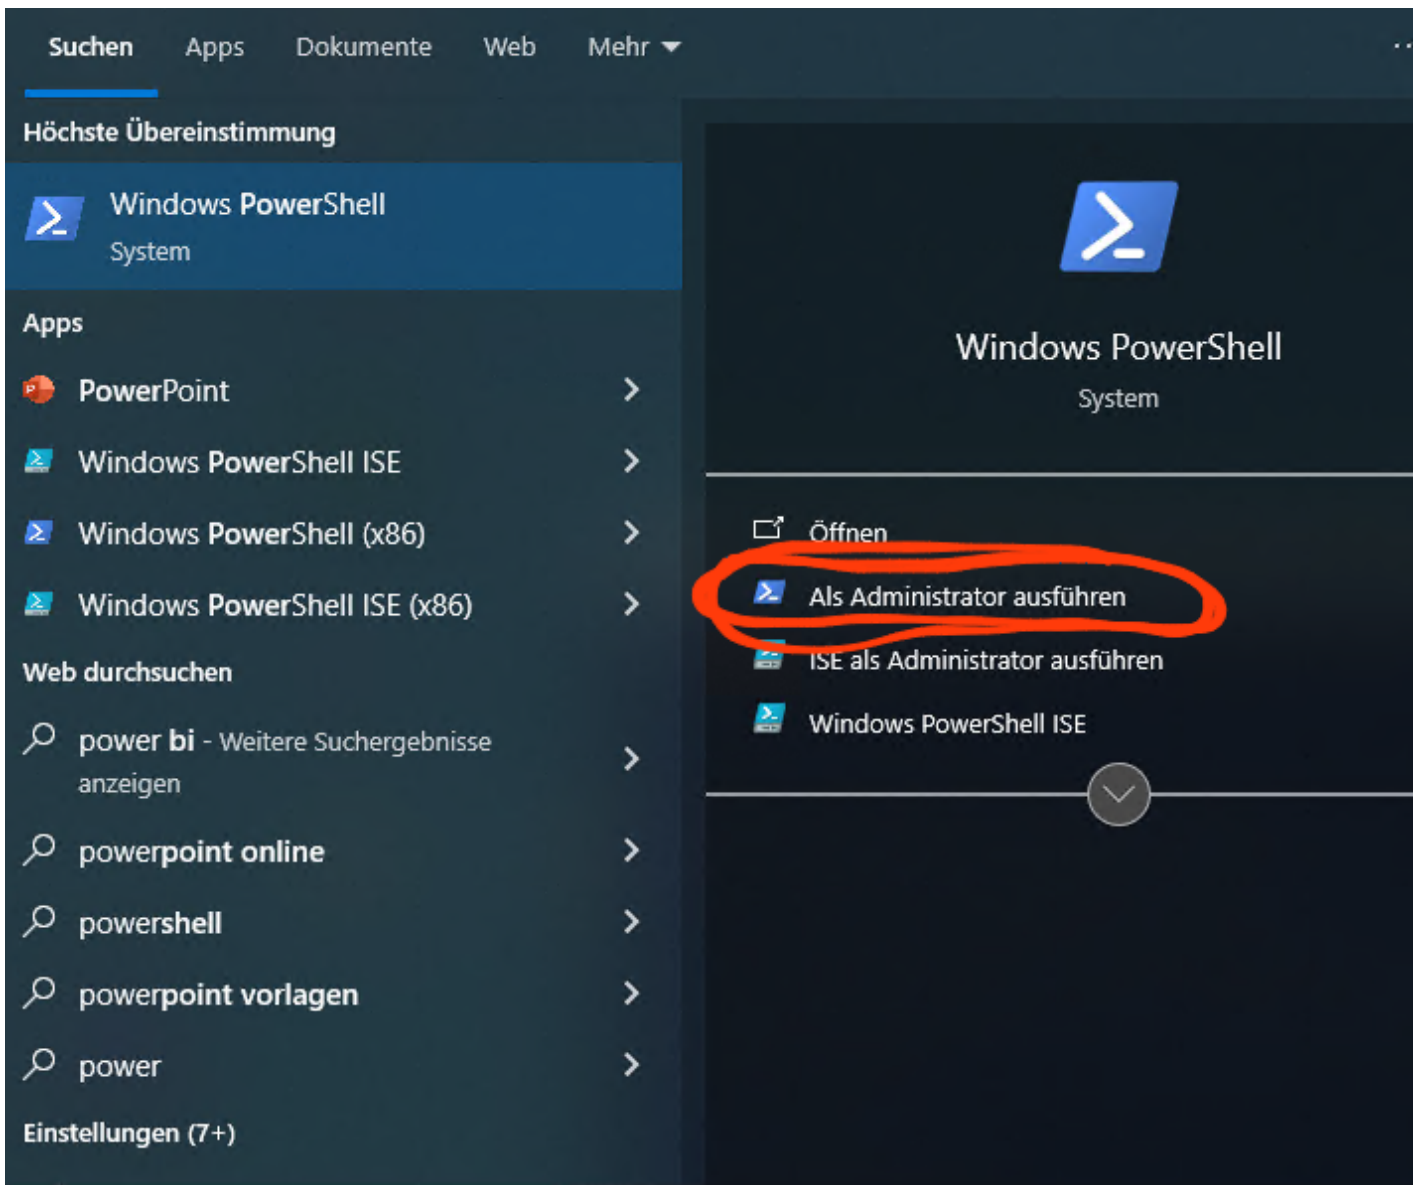 Suchen Apps Dokumente Web Mehr
Höchste Übereinstimmung
Windows PowerShell
System
Apps
PowerPoint
Windows PowerShell ISE
Windows PowerShell (x86)
Windows PowerShell ISE (x86)
Web durchsuchen
power bi - Weitere Suchergebnisse
anzeigen
powerpoint online
powershell
powerpoint vorlagen
power
Einstellungen (7+)
Windows PowerShell
System
Öffnen
Als Administrator ausführen
ISE als Administrator ausführen
Windows PowerShell ISE